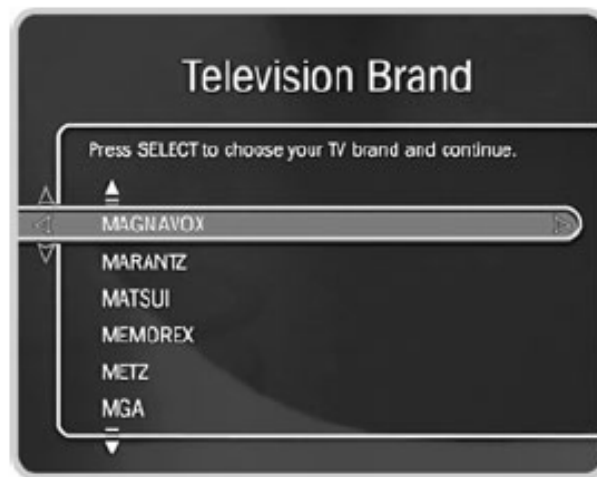 Television Brand
Press SELECT to choose your TV brand and continue.
MAGNAVOX
MARANTZ
MATSUI
MEMOREX
METZ
MGA